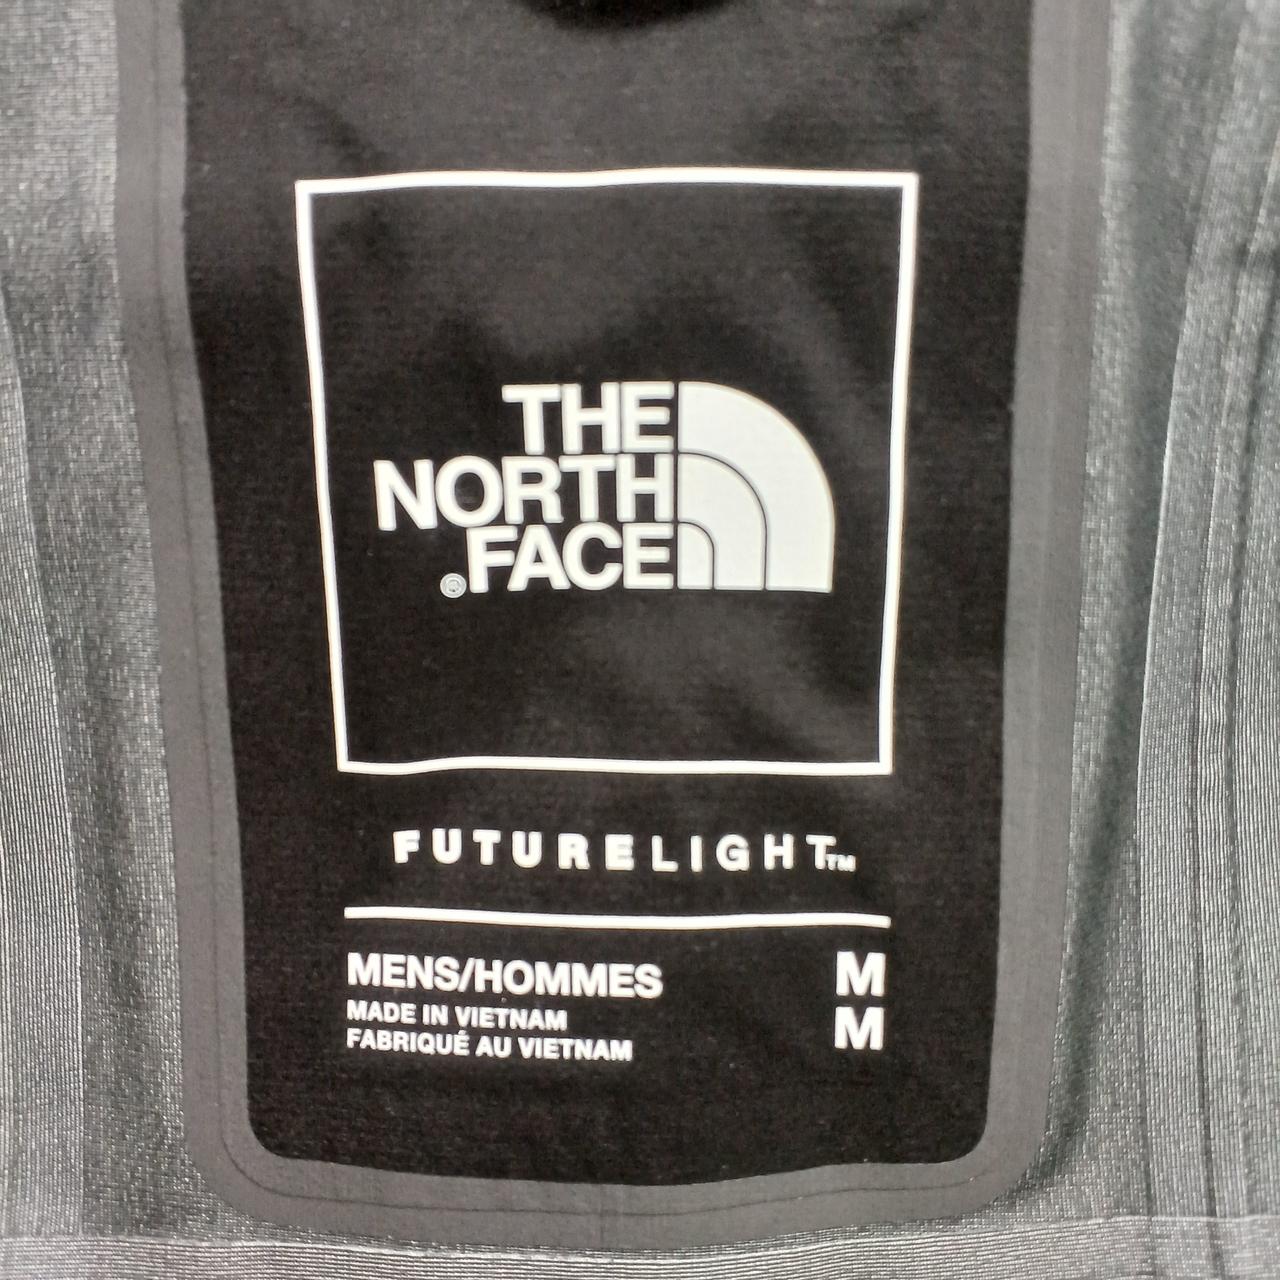 THE
NORTH
FACE
®
FUTURELIGHT™
MENS/HOMMES M
MADE IN VIETNAM M
FABRIQUÉ AU VIETNAM